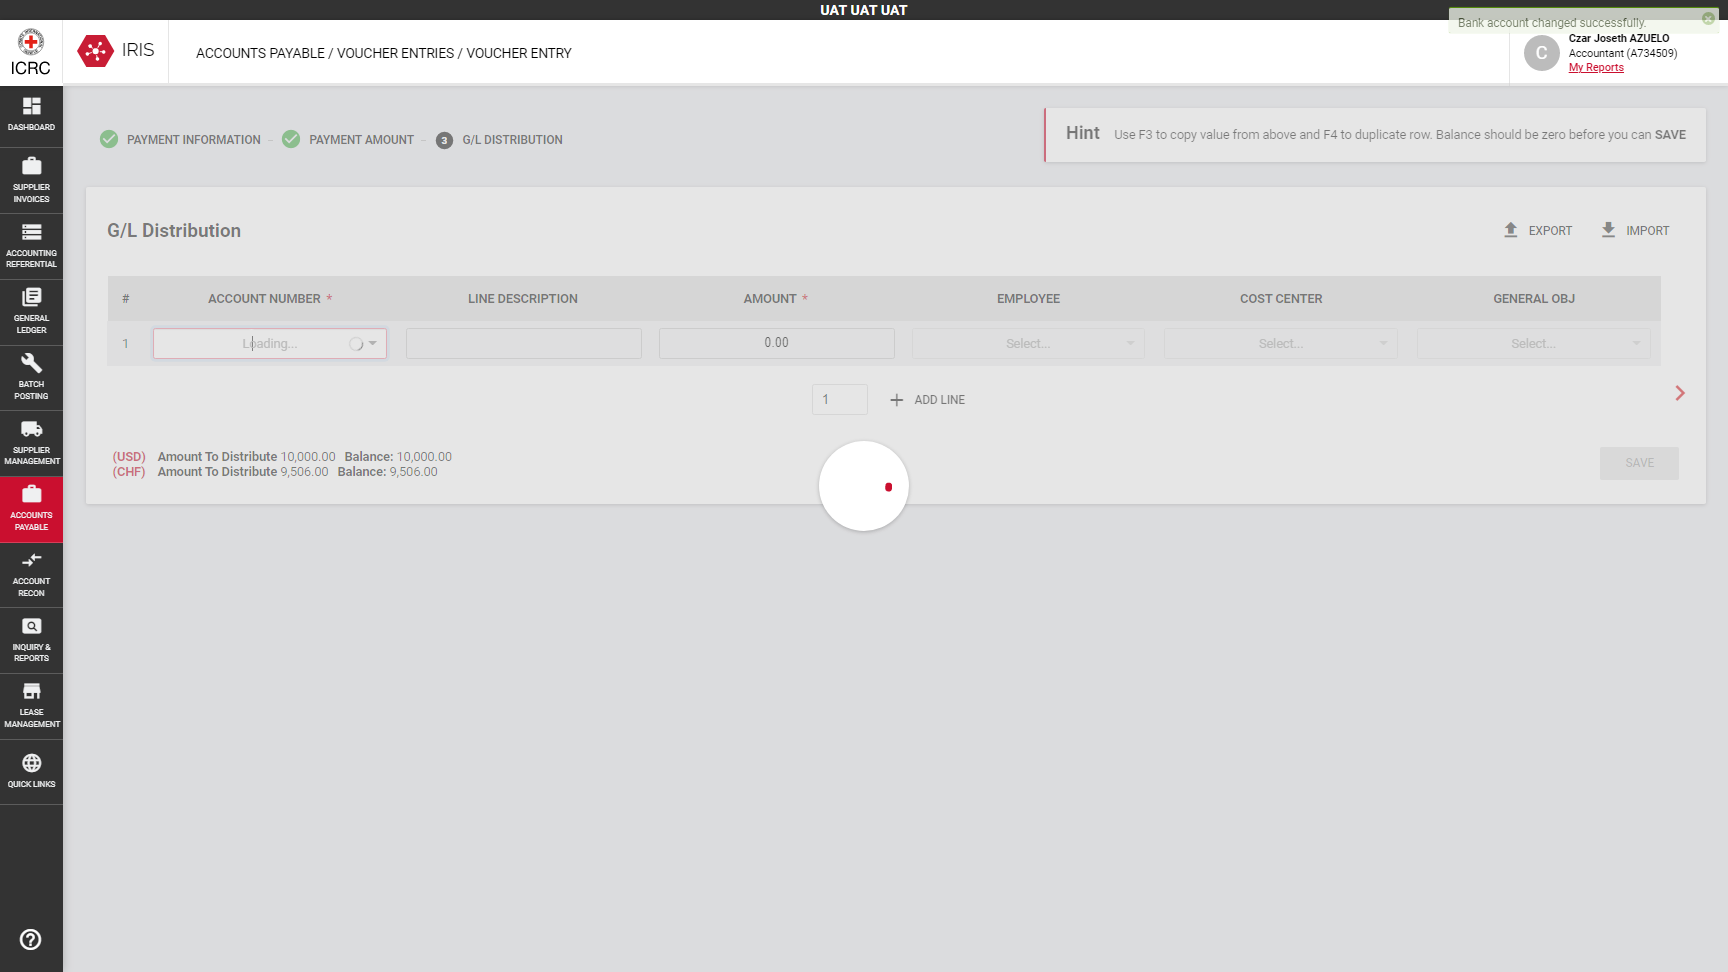 UAT UAT UAT
Bank account changed successfully.
ICRC
IRIS
ACCOUNTS PAYABLE / VOUCHER ENTRIES / VOUCHER ENTRY
C
Czar Joseth AZUELO
Accountant (A734509)
My Reports
DASHBOARD
SUPPLIER
INVOICES
ACCOUNTING
REFERENTIAL
GENERAL
LEDGER
BATCH
POSTING
SUPPLIER
MANAGEMENT
ACCOUNTS
PAYABLE
ACCOUNT
RECON
INQUIRY &
REPORTS
LEASE
MANAGEMENT
QUICK LINKS
PAYMENT INFORMATION
PAYMENT AMOUNT
3 G/L DISTRIBUTION
Hint Use F3 to copy value from above and F4 to duplicate row. Balance should be zero before you can SAVE
G/L Distribution
EXPORT
IMPORT
# ACCOUNT NUMBER * LINE DESCRIPTION AMOUNT * EMPLOYEE COST CENTER GENERAL OBJ
1 Loading... 0.00 Select... Select... Select...
1 ADD LINE
(USD) Amount To Distribute 10,000.00 Balance: 10,000.00
(CHF) Amount To Distribute 9,506.00 Balance: 9,506.00
SAVE